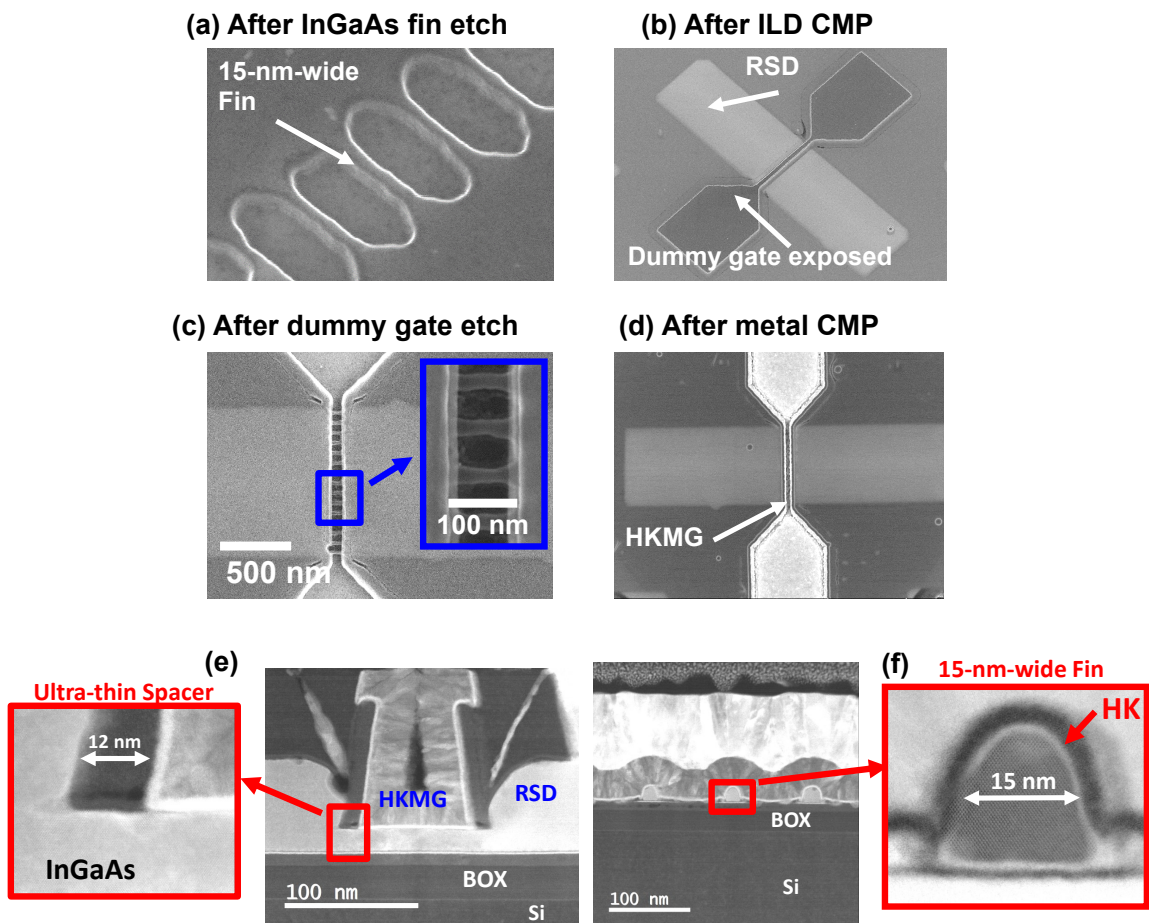 (a) After InGaAs fin etch
15-nm-wide
Fin
(b) After ILD CMP
RSD
Dummy gate exposed
(c) After dummy gate etch
100 nm
500 nm
(d) After metal CMP
HKMG
(e)
Ultra-thin Spacer
12 nm
InGaAs
HKMG
RSD
BOX
100 nm
Si
BOX
Si
100 nm
(f)
15-nm-wide Fin
HK
15 nm